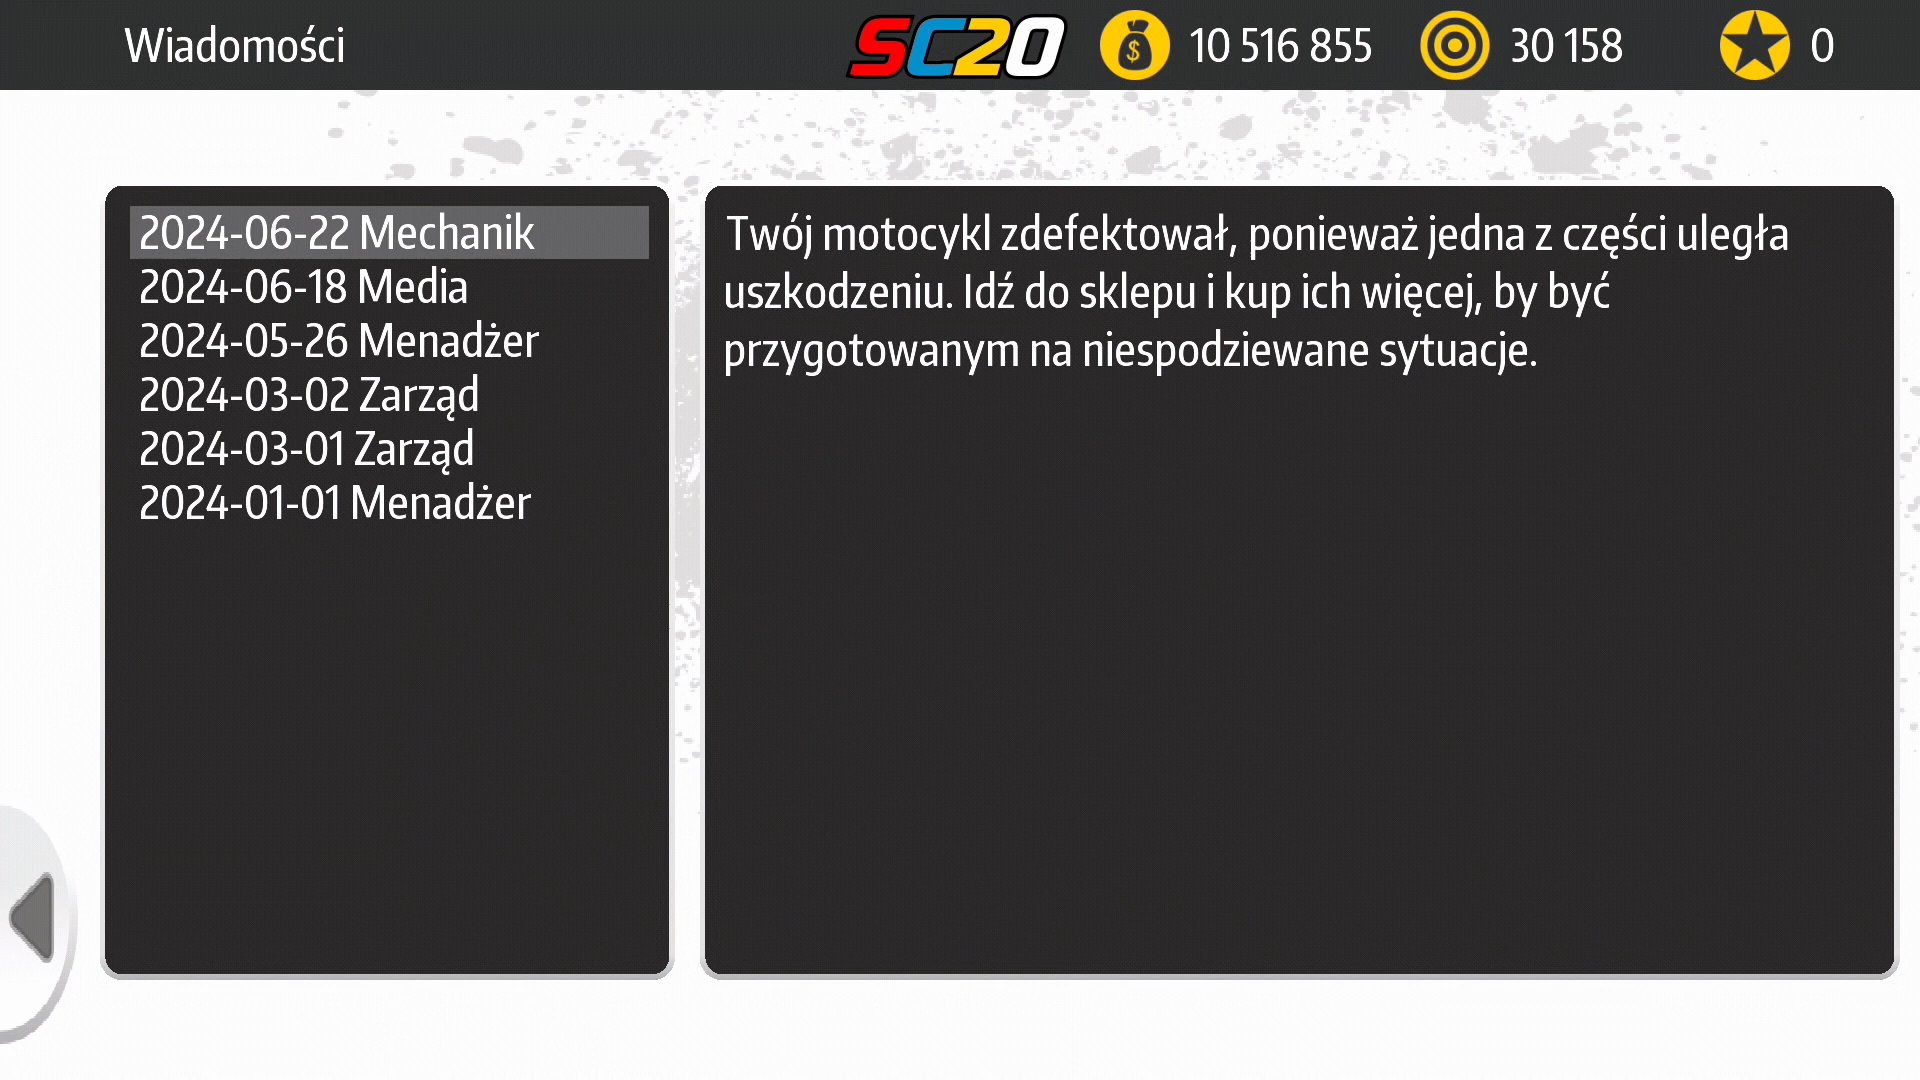 Wiadomości
SC20
10 516 855
30 158
0
2024-06-22 Mechanik
2024-06-18 Media
2024-05-26 Menadżer
2024-03-02 Zarząd
2024-03-01 Zarząd
2024-01-01 Menadżer
Twój motocykl zdefektował, ponieważ jedna z części uległa
uszkodzeniu. Idź do sklepu i kup ich więcej, by być
przygotowanym na niespodziewane sytuacje.